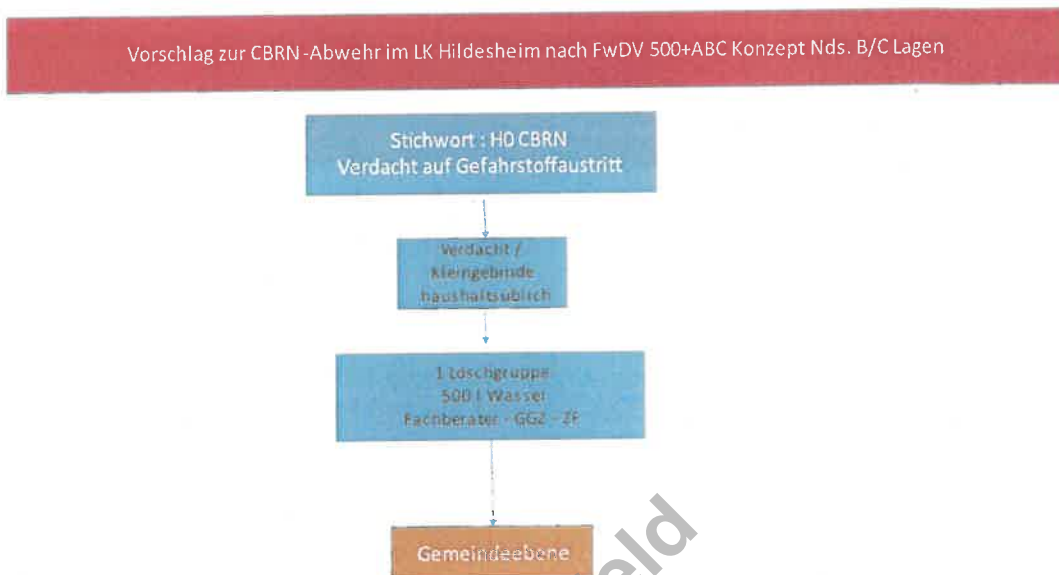 Vorschlag zur CBRN-Abwehr im LK Hildesheim nach FwDV 500+ABC Konzept Nds. B/C Lagen
Stichwort : H0 CBRN
Verdacht auf Gefahrstoffaustritt
Verdacht /
Kleingebinde
haushaltsüblich
1 Löschgruppe
500 l Wasser
Fachberater - GG2 - ZF
Gemeindeebene
eld